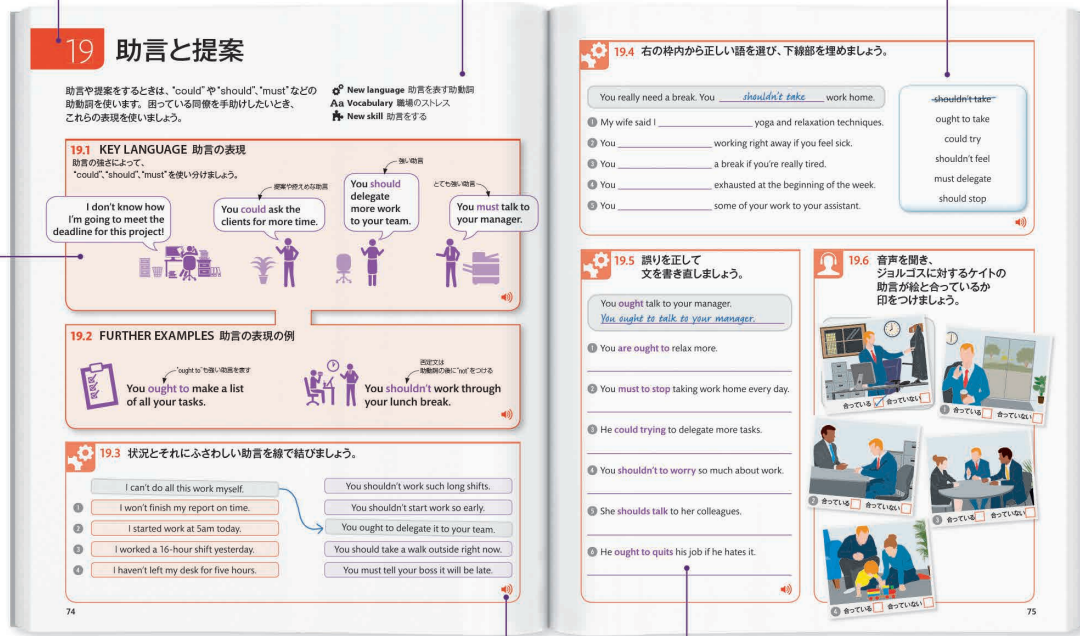 19 助言と提案
助言や提案をするときは、“could”や“should”、“must”などの
助動詞を使います。困っている同僚を手助けしたいとき、
これらの表現を使いましょう。
New language 助言を表す助動詞
Aa Vocabulary 職場のストレス
New skill 助言をする
19.1 KEY LANGUAGE 助言の表現
助言の強さによって、
“could”、“should”、“must”を使い分けましょう。
I don't know how
I'm going to meet the
deadline for this project!
提案や控えめな助言
You could ask the
clients for more time.
強い助言
You should
delegate
more work
to your team.
とても強い助言
You must talk to
your manager.
19.2 FURTHER EXAMPLES 助言の表現の例
“ought to”も強い助言を表す
You ought to make a list
of all your tasks.
否定文は
助動詞の後に“not”をつける
You shouldn't work through
your lunch break.
19.3 状況とそれにふさわしい助言を線で結びましょう。
I can't do all this work myself.
❶ I won't finish my report on time.
❷ I started work at 5am today.
❸ I worked a 16-hour shift yesterday.
❹ I haven't left my desk for five hours.
You shouldn't work such long shifts.
You shouldn't start work so early.
You ought to delegate it to your team.
You should take a walk outside right now.
You must tell your boss it will be late.
74
19.4 右の枠内から正しい語を選び、下線部を埋めましょう。
You really need a break. You shouldn't take work home.
❶ My wife said I ____ yoga and relaxation techniques.
❷ You ____ working right away if you feel sick.
❸ You ____ a break if you're really tired.
❹ You ____ exhausted at the beginning of the week.
❺ You ____ some of your work to your assistant.
shouldn't take
ought to take
could try
shouldn't feel
must delegate
should stop
19.5 誤りを正して
文を書き直しましょう。
You ought talk to your manager.
You ought to talk to your manager.
❶ You are ought to relax more.
❷ You must to stop taking work home every day.
❸ He could trying to delegate more tasks.
❹ You shouldn't to worry so much about work.
❺ She shoulds talk to her colleagues.
❻ He ought to quits his job if he hates it.
19.6 音声を聞き、
ジョルゴスに対するケイトの
助言が絵と合っているか
印をつけましょう。
合っている ✓ 合っていない
❶ 合っている 合っていない
❷ 合っている 合っていない
❸ 合っている 合っていない
❹ 合っている 合っていない
75